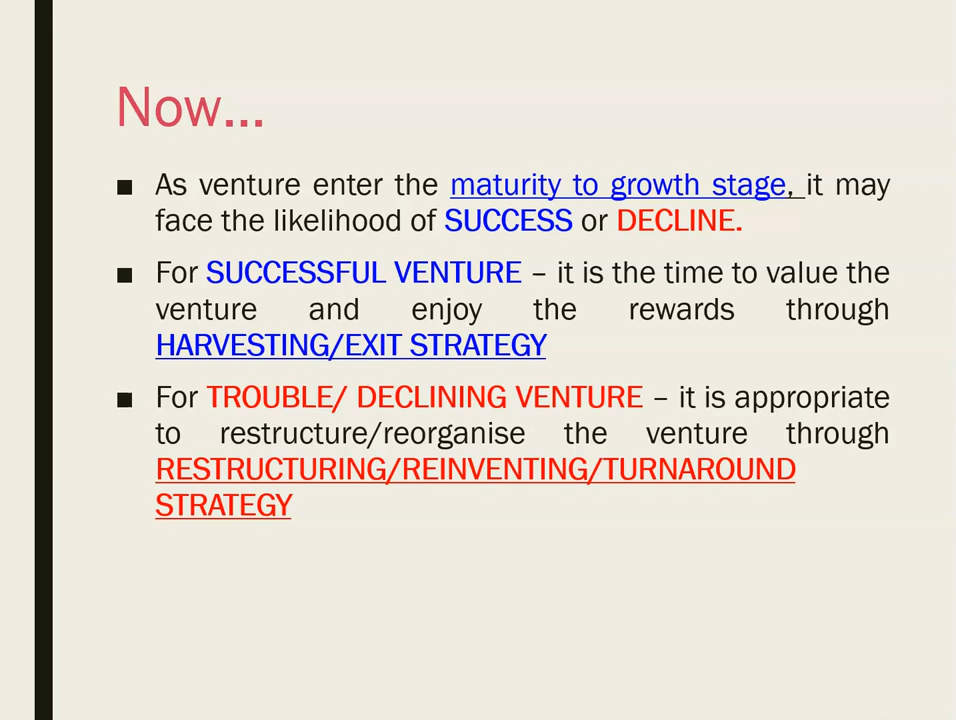 Now...
■ As venture enter the maturity to growth stage, it may
face the likelihood of SUCCESS or DECLINE.
■ For SUCCESSFUL VENTURE – it is the time to value the
venture and enjoy the rewards through
HARVESTING/EXIT STRATEGY
■ For TROUBLE/ DECLINING VENTURE – it is appropriate
to restructure/reorganise the venture through
RESTRUCTURING/REINVENTING/TURNAROUND
STRATEGY